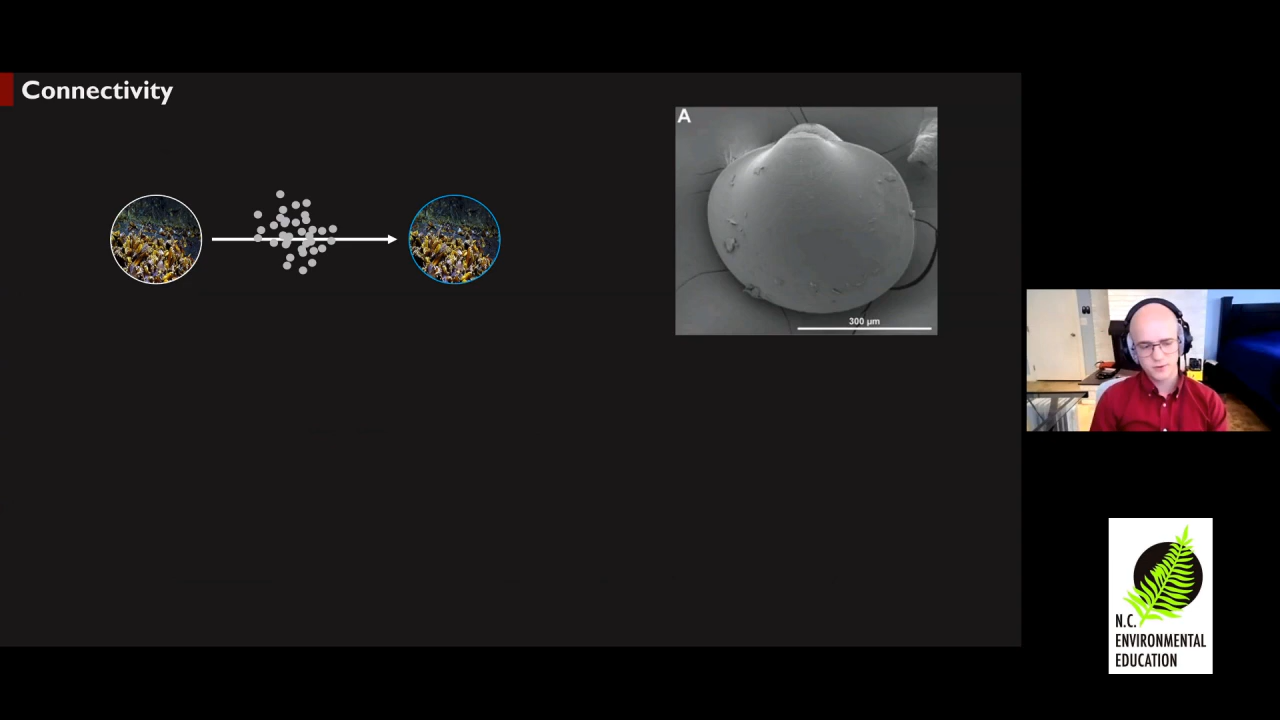 Connectivity
A
300 µm
N.C.
ENVIRONMENTAL
EDUCATION